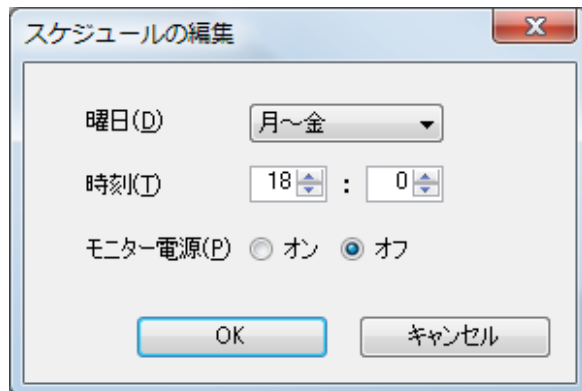 スケジュールの編集
曜日(D) 月～金
時刻(T) 18 : 0
モニター電源(P) オン オフ
OK キャンセル